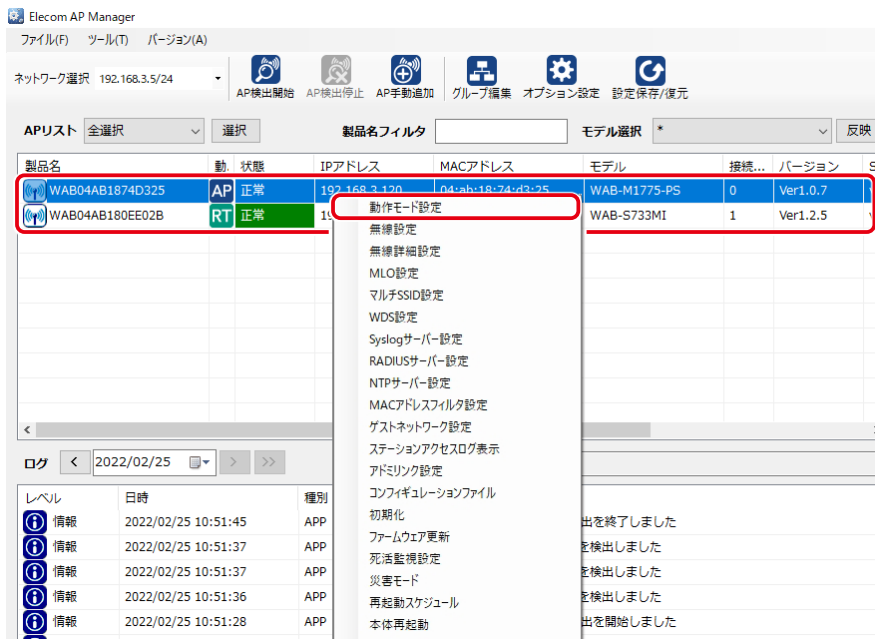 Elecom AP Manager
ファイル(F) ツール(T) バージョン(A)
ネットワーク選択 192.168.3.5/24
AP検出開始 AP検出停止 AP手動追加 グループ編集 オプション設定 設定保存/復元
APリスト 全選択 選択 製品名フィルタ モデル選択 * 反映
製品名 動. 状態 IPアドレス MACアドレス モデル 接続... バージョン S
WAB04AB1874D325 AP 正常 192.168.3.120 04:ab:18:74:d3:25 WAB-M1775-PS 0 Ver1.0.7
WAB04AB180EE02B RT 正常 19 WAB-S733MI 1 Ver1.2.5
動作モード設定
無線設定
無線詳細設定
MLO設定
マルチSSID設定
WDS設定
Syslogサーバー設定
RADIUSサーバー設定
NTPサーバー設定
MACアドレスフィルタ設定
ゲストネットワーク設定
ステーションアクセスログ表示
アドミリンク設定
コンフィギュレーションファイル
初期化
ファームウェア更新
死活監視設定
災害モード
再起動スケジュール
本体再起動
ログ < 2022/02/25 > >>
レベル 日時 種別
情報 2022/02/25 10:51:45 APP 出を終了しました
情報 2022/02/25 10:51:37 APP を検出しました
情報 2022/02/25 10:51:37 APP を検出しました
情報 2022/02/25 10:51:36 APP を検出しました
情報 2022/02/25 10:51:28 APP 出を開始しました